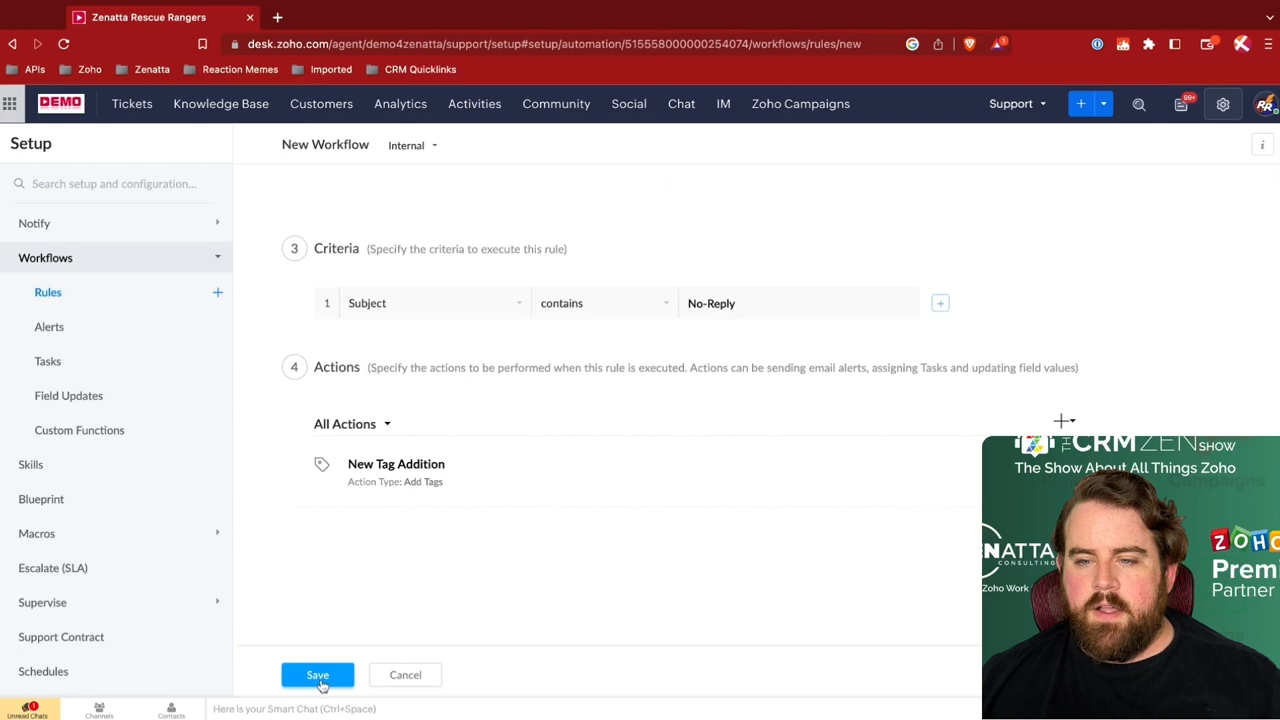 Zenatta Rescue Rangers
desk.zoho.com/agent/demo4zenatta/support/setup#setup/automation/515558000000254074/workflows/rules/new
APIs
Zoho
Zenatta
Reaction Memes
Imported
CRM Quicklinks
DEMO
Tickets
Knowledge Base
Customers
Analytics
Activities
Community
Social
Chat
IM
Zoho Campaigns
Support
99+
Setup
New Workflow
Internal
Search setup and configuration...
Notify
Workflows
Rules
Alerts
Tasks
Field Updates
Custom Functions
Skills
Blueprint
Macros
Escalate (SLA)
Supervise
Support Contract
Schedules
3 Criteria (Specify the criteria to execute this rule)
1 Subject contains No-Reply
4 Actions (Specify the actions to be performed when this rule is executed. Actions can be sending email alerts, assigning Tasks and updating field values)
All Actions
New Tag Addition
Action Type: Add Tags
Save
Cancel
THE CRMZEN SHOW
The Show About All Things Zoho
NATTA
CONSULTING
Zoho Work
ZOHO
Premi
Partner
Unread Chats
Channels
Contacts
Here is your Smart Chat (Ctrl+Space)